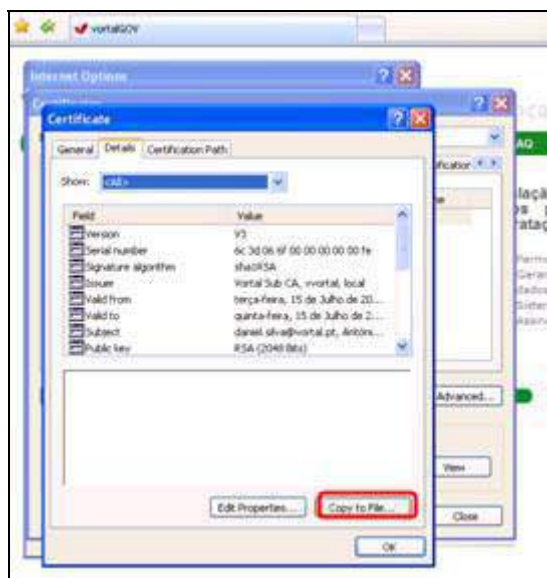 vortalGOV
Internet Options
Certificate
General Details Certification Path
Show: <All>
Field Value
Version V3
Serial number 6c 3d 06 6f 00 00 00 00 00 fe
Signature algorithm sha1RSA
Issuer Vortal Sub CA, vvortal, local
Valid from terça-feira, 15 de Julho de 20...
Valid to quinta-feira, 15 de Julho de 2...
Subject daniel.silva@vortal.pt, Antóni...
Public key RSA (2048 Bits)
Edit Properties... Copy to File...
OK
Advanced...
View
Close
AQ